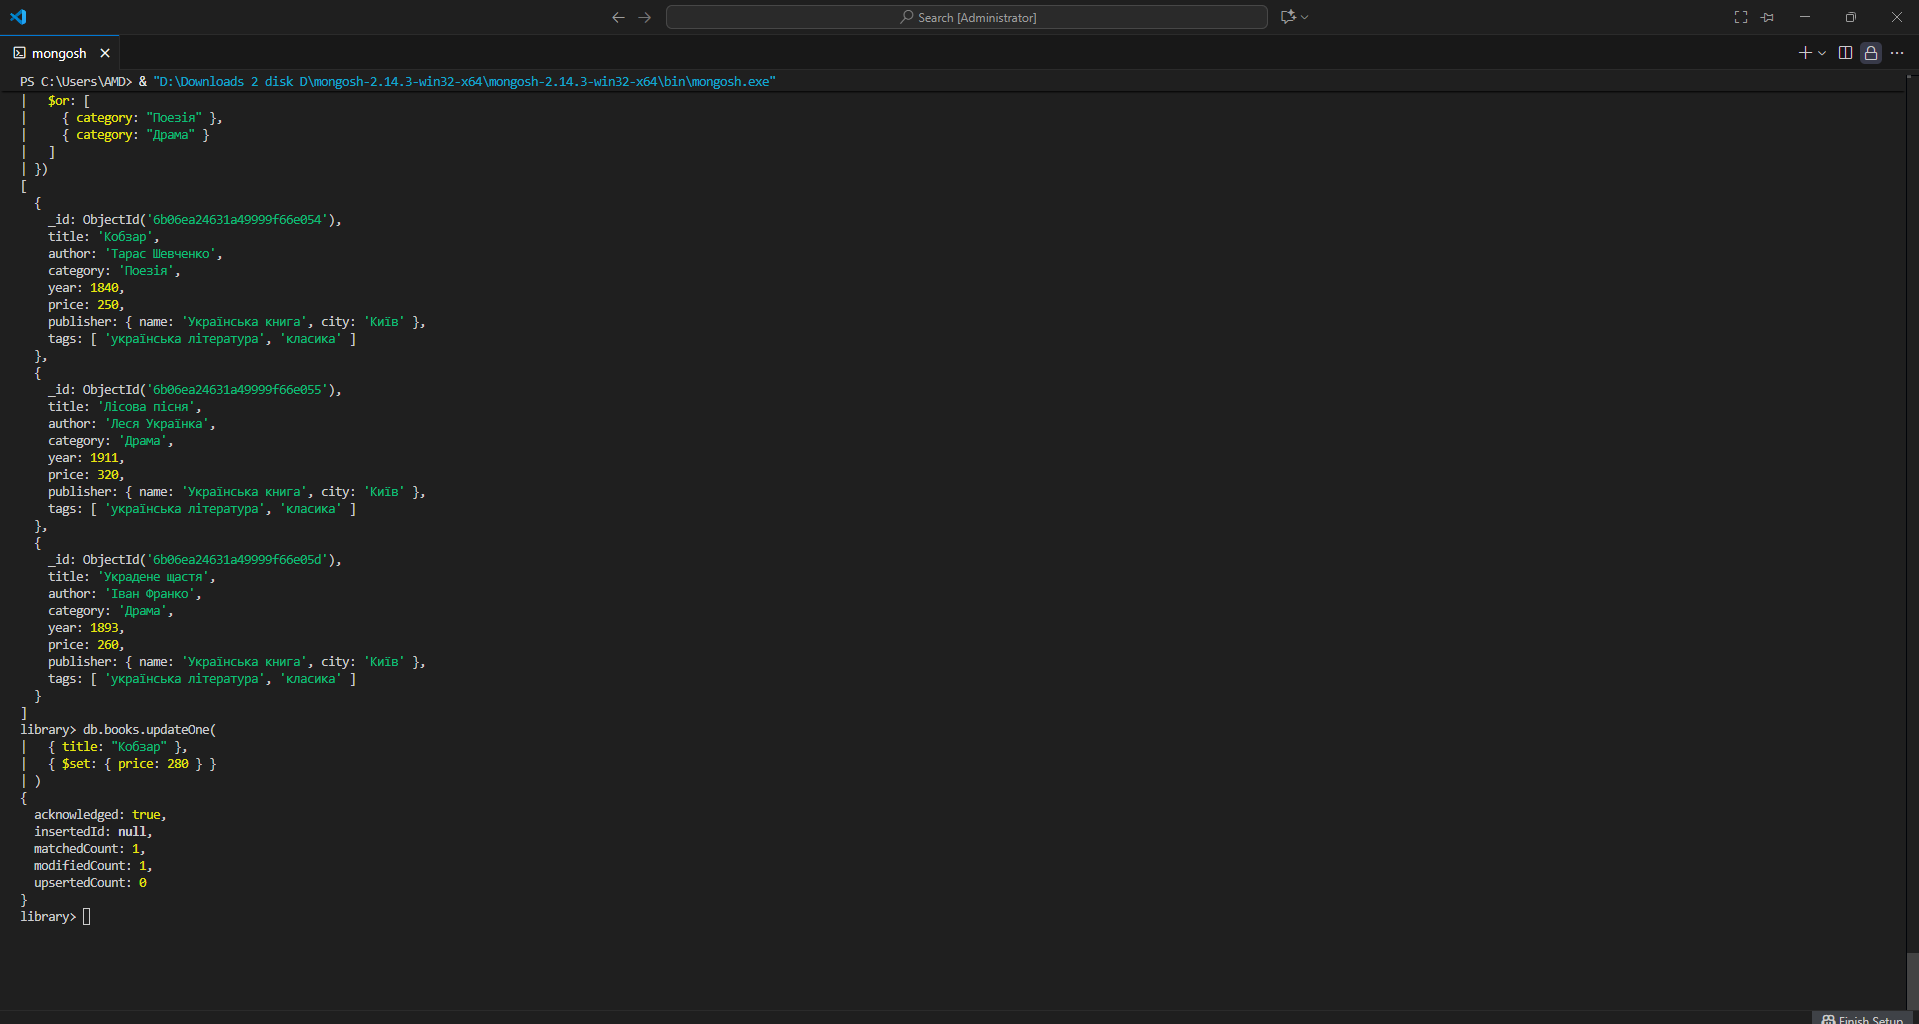 Search [Administrator]
mongosh
PS C:\Users\AMD> & "D:\Downloads 2 disk D\mongosh-2.14.3-win32-x64\mongosh-2.14.3-win32-x64\bin\mongosh.exe"
|   $or: [
|     { category: "Поезія" },
|     { category: "Драма" }
|   ]
| })
[
  {
    _id: ObjectId('6b06ea24631a49999f66e054'),
    title: 'Кобзар',
    author: 'Тарас Шевченко',
    category: 'Поезія',
    year: 1840,
    price: 250,
    publisher: { name: 'Українська книга', city: 'Київ' },
    tags: [ 'українська література', 'класика' ]
  },
  {
    _id: ObjectId('6b06ea24631a49999f66e055'),
    title: 'Лісова пісня',
    author: 'Леся Українка',
    category: 'Драма',
    year: 1911,
    price: 320,
    publisher: { name: 'Українська книга', city: 'Київ' },
    tags: [ 'українська література', 'класика' ]
  },
  {
    _id: ObjectId('6b06ea24631a49999f66e05d'),
    title: 'Украдене щастя',
    author: 'Іван Франко',
    category: 'Драма',
    year: 1893,
    price: 260,
    publisher: { name: 'Українська книга', city: 'Київ' },
    tags: [ 'українська література', 'класика' ]
  }
]
library> db.books.updateOne(
|   { title: "Кобзар" },
|   { $set: { price: 280 } }
| )
{
  acknowledged: true,
  insertedId: null,
  matchedCount: 1,
  modifiedCount: 1,
  upsertedCount: 0
}
library>
Finish Setup